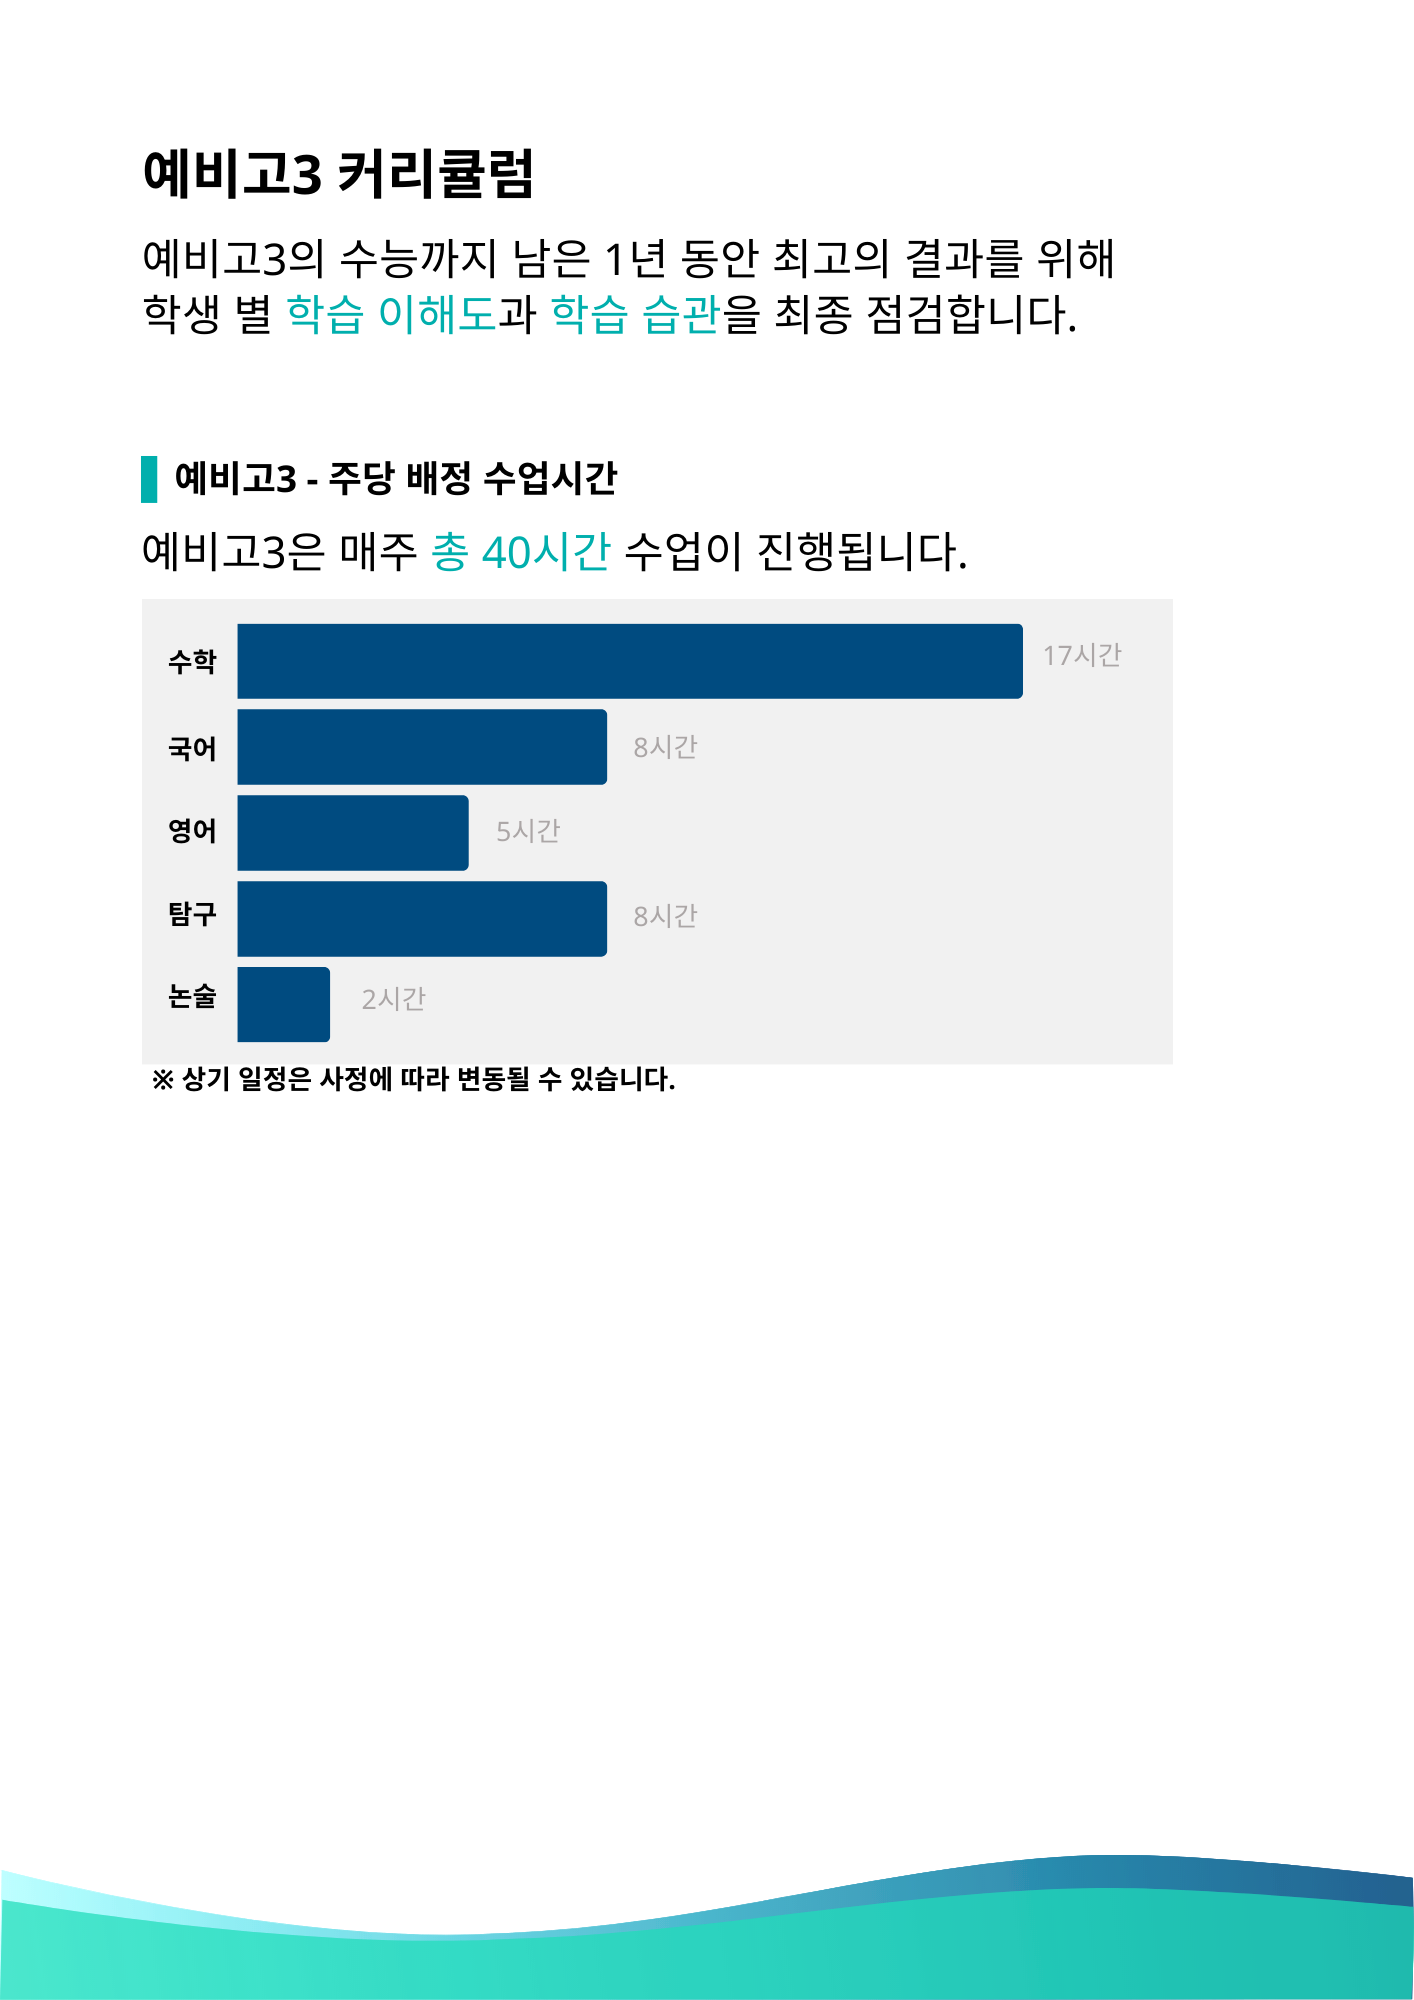 예비고3 커리큘럼
예비고3의 수능까지 남은 1년 동안 최고의 결과를 위해
학생 별 학습 이해도과 학습 습관을 최종 점검합니다.
예비고3 - 주당 배정 수업시간
예비고3은 매주 총 40시간 수업이 진행됩니다.
수학 17시간
국어 8시간
영어 5시간
탐구 8시간
논술 2시간
※ 상기 일정은 사정에 따라 변동될 수 있습니다.